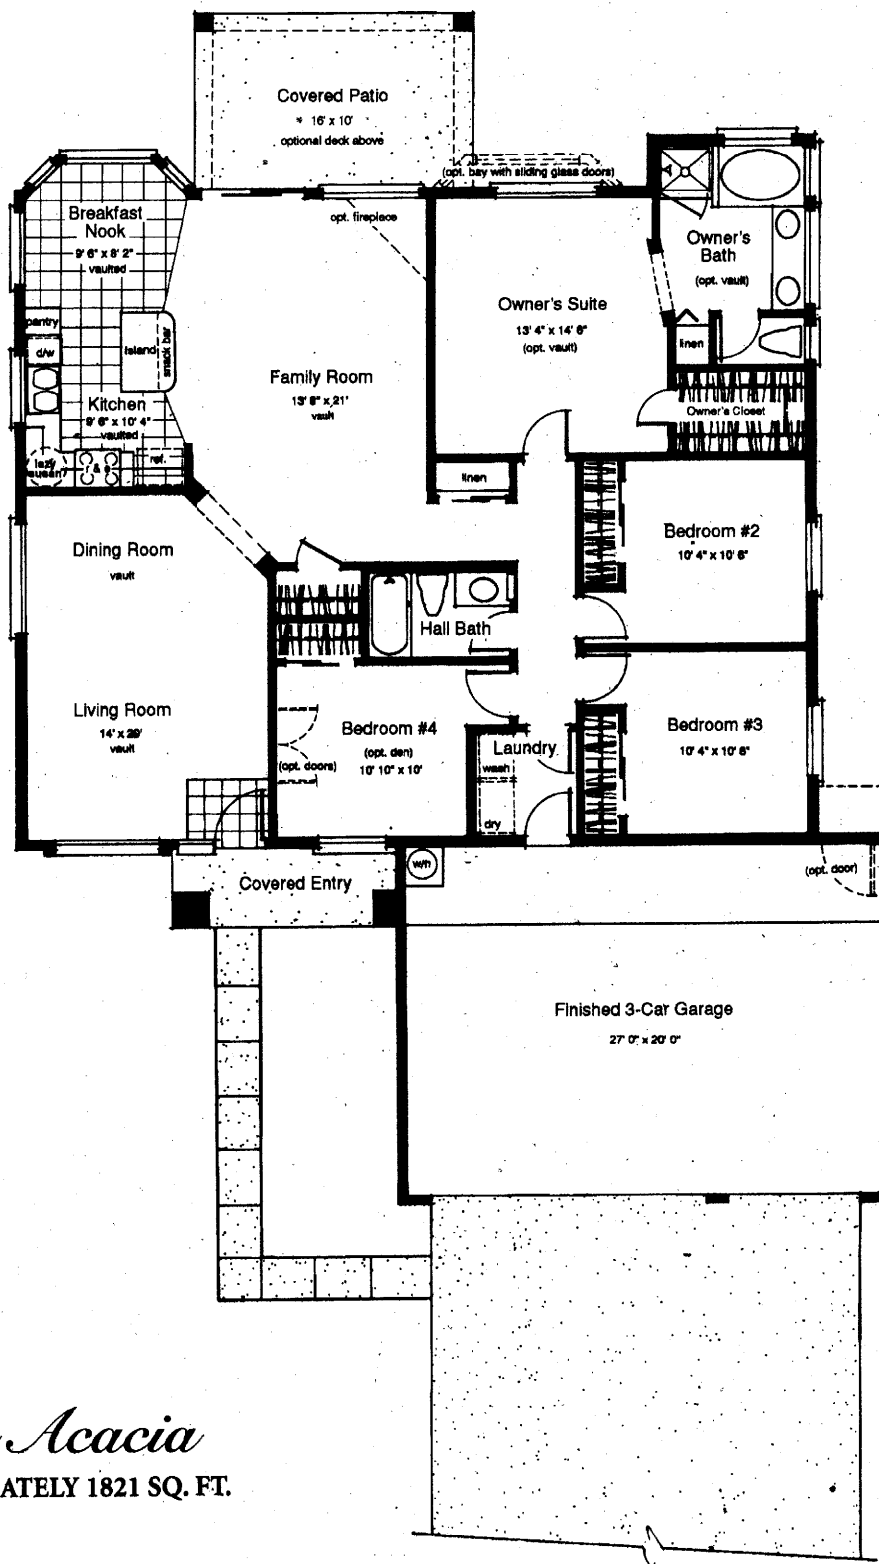 Covered Patio
16' x 10'
optional deck above
(opt. bay with sliding glass doors)
Breakfast
Nook
9' 6" x 8' 2"
vaulted
opt. fireplace
Owner's
Bath
(opt. vault)
Owner's Suite
13' 4" x 14' 6"
(opt. vault)
pantry
d/w
Island
snack bar
linen
Family Room
13' 8" x 21'
vault
Kitchen
9' 6" x 10' 4"
vaulted
Owner's Closet
lazy
susan
r & o
ref.
linen
Dining Room
vault
Bedroom #2
10' 4" x 10' 6"
Hall Bath
Living Room
14' x 29'
vault
Bedroom #4
(opt. den)
10' 10" x 10'
(opt. doors)
Laundry
wash
dry
Bedroom #3
10' 4" x 10' 6"
Covered Entry
w/h
(opt. door)
Finished 3-Car Garage
27' 0" x 20' 0"
Acacia
ATELY 1821 SQ. FT.